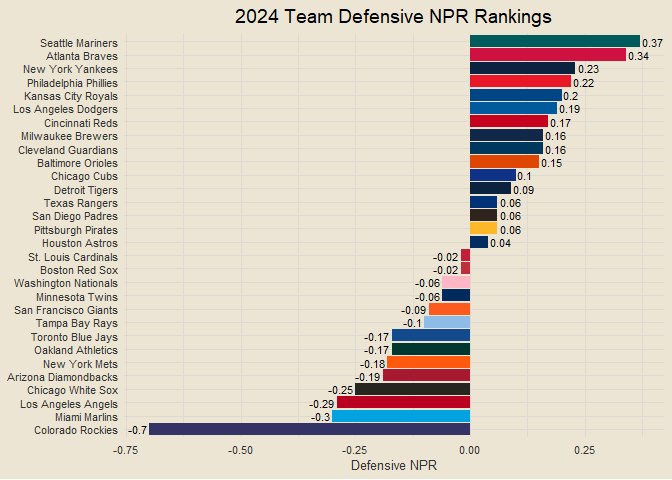 2024 Team Defensive NPR Rankings
Seattle Mariners 0.37
Atlanta Braves 0.34
New York Yankees 0.23
Philadelphia Phillies 0.22
Kansas City Royals 0.2
Los Angeles Dodgers 0.19
Cincinnati Reds 0.17
Milwaukee Brewers 0.16
Cleveland Guardians 0.16
Baltimore Orioles 0.15
Chicago Cubs 0.1
Detroit Tigers 0.09
Texas Rangers 0.06
San Diego Padres 0.06
Pittsburgh Pirates 0.06
Houston Astros 0.04
St. Louis Cardinals -0.02
Boston Red Sox -0.02
Washington Nationals -0.06
Minnesota Twins -0.06
San Francisco Giants -0.09
Tampa Bay Rays -0.1
Toronto Blue Jays -0.17
Oakland Athletics -0.17
New York Mets -0.18
Arizona Diamondbacks -0.19
Chicago White Sox -0.25
Los Angeles Angels -0.29
Miami Marlins -0.3
Colorado Rockies -0.7
-0.75 -0.50 -0.25 0.00 0.25
Defensive NPR